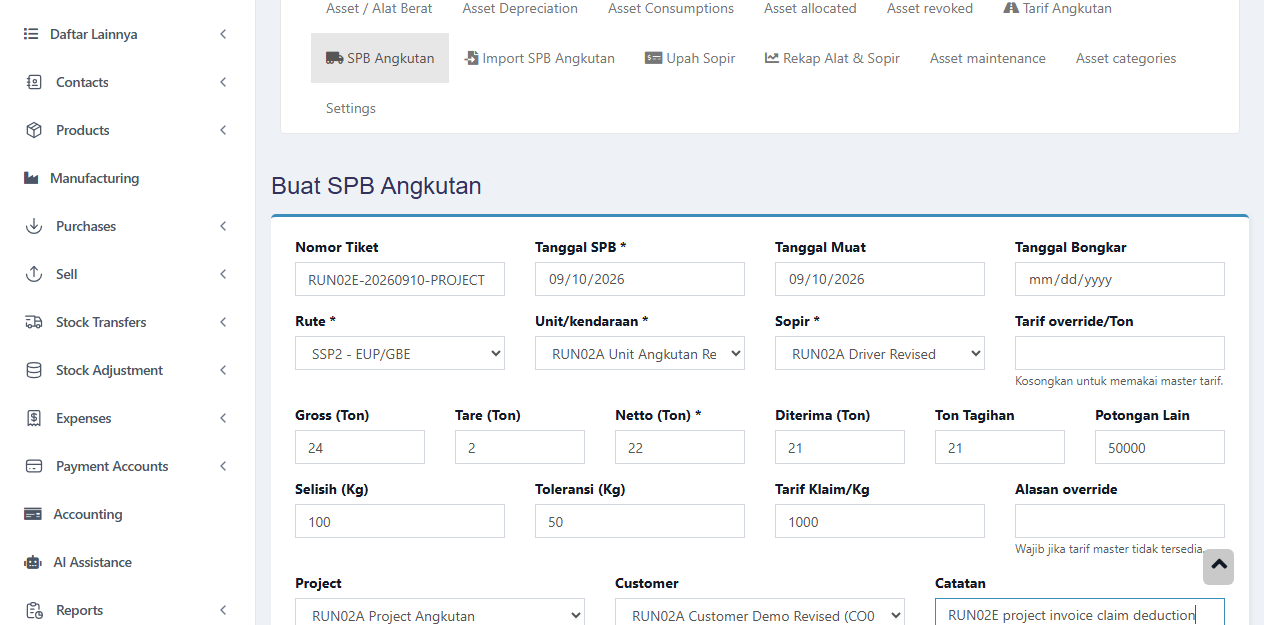 Asset / Alat Berat Asset Depreciation Asset Consumptions Asset allocated Asset revoked Tarif Angkutan
SPB Angkutan Import SPB Angkutan Upah Sopir Rekap Alat & Sopir Asset maintenance Asset categories
Settings
Daftar Lainnya
Contacts
Products
Manufacturing
Purchases
Sell
Stock Transfers
Stock Adjustment
Expenses
Payment Accounts
Accounting
AI Assistance
Reports
Buat SPB Angkutan
Nomor Tiket Tanggal SPB * Tanggal Muat Tanggal Bongkar
RUN02E-20260910-PROJECT 09/10/2026 09/10/2026 mm/dd/yyyy
Rute * Unit/kendaraan * Sopir * Tarif override/Ton
SSP2 - EUP/GBE RUN02A Unit Angkutan Re RUN02A Driver Revised
Kosongkan untuk memakai master tarif.
Gross (Ton) Tare (Ton) Netto (Ton) * Diterima (Ton) Ton Tagihan Potongan Lain
24 2 22 21 21 50000
Selisih (Kg) Toleransi (Kg) Tarif Klaim/Kg Alasan override
100 50 1000
Wajib jika tarif master tidak tersedia.
Project Customer Catatan
RUN02A Project Angkutan RUN02A Customer Demo Revised (CO0 RUN02E project invoice claim deduction